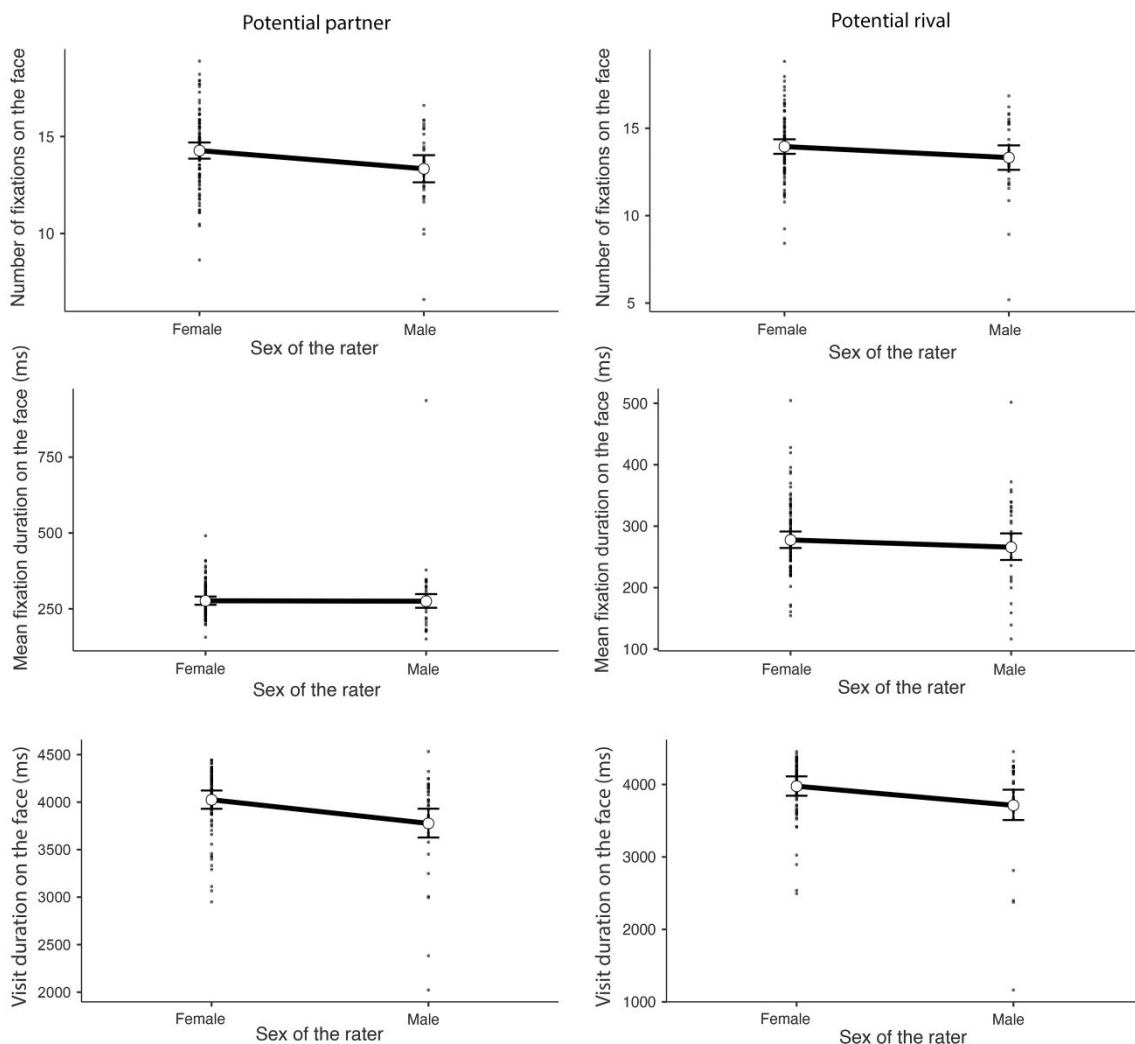 Potential partner
Potential rival
Number of fixations on the face
15
10
Female
Male
Sex of the rater
Number of fixations on the face
15
10
5
Female
Male
Sex of the rater
Mean fixation duration on the face (ms)
750
500
250
Female
Male
Sex of the rater
Mean fixation duration on the face (ms)
500
400
300
200
100
Female
Male
Sex of the rater
Visit duration on the face (ms)
4500
4000
3500
3000
2500
2000
Female
Male
Sex of the rater
Visit duration on the face (ms)
4000
3000
2000
1000
Female
Male
Sex of the rater